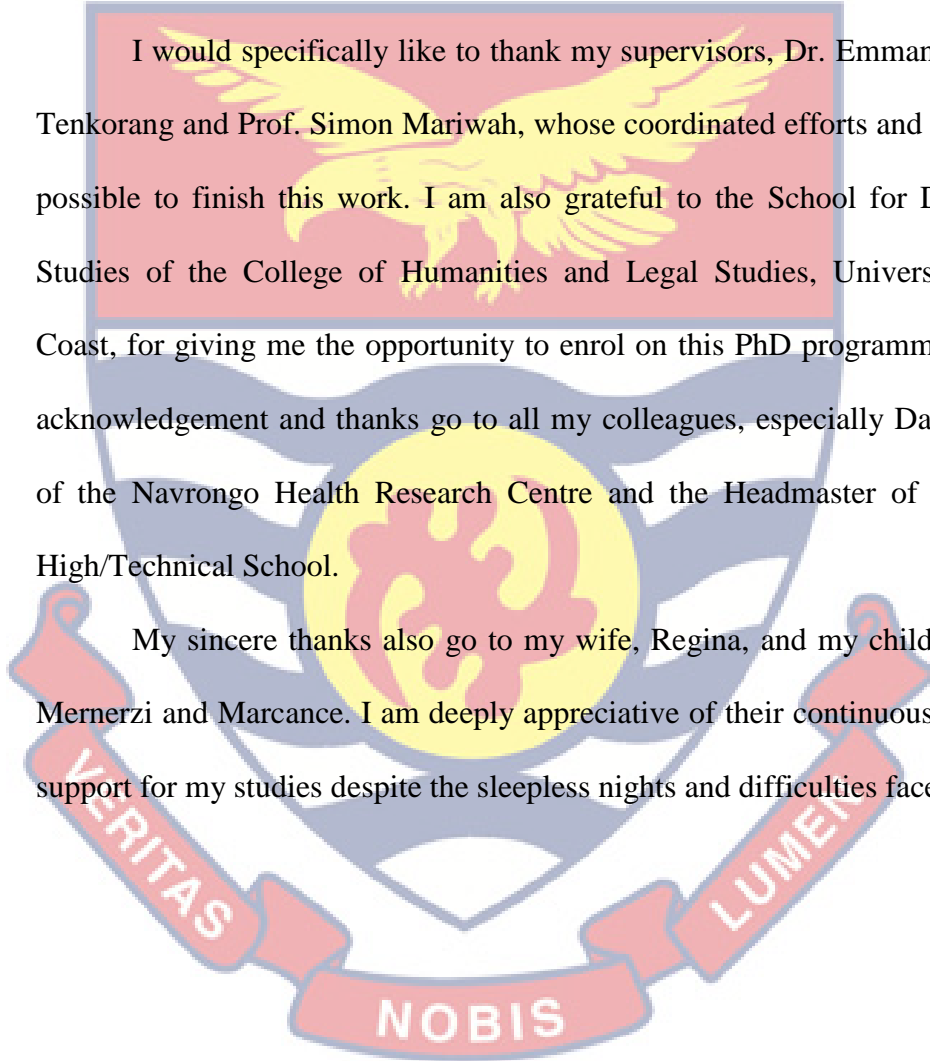 I would specifically like to thank my supervisors, Dr. Emman
Tenkorang and Prof. Simon Mariwah, whose coordinated efforts and
possible to finish this work. I am also grateful to the School for D
Studies of the College of Humanities and Legal Studies, Univers
Coast, for giving me the opportunity to enrol on this PhD programm
acknowledgement and thanks go to all my colleagues, especially Da
of the Navrongo Health Research Centre and the Headmaster of
High/Technical School.
My sincere thanks also go to my wife, Regina, and my child
Mernerzi and Marcance. I am deeply appreciative of their continuous
support for my studies despite the sleepless nights and difficulties face
VERITAS
NOBIS
LUMEN